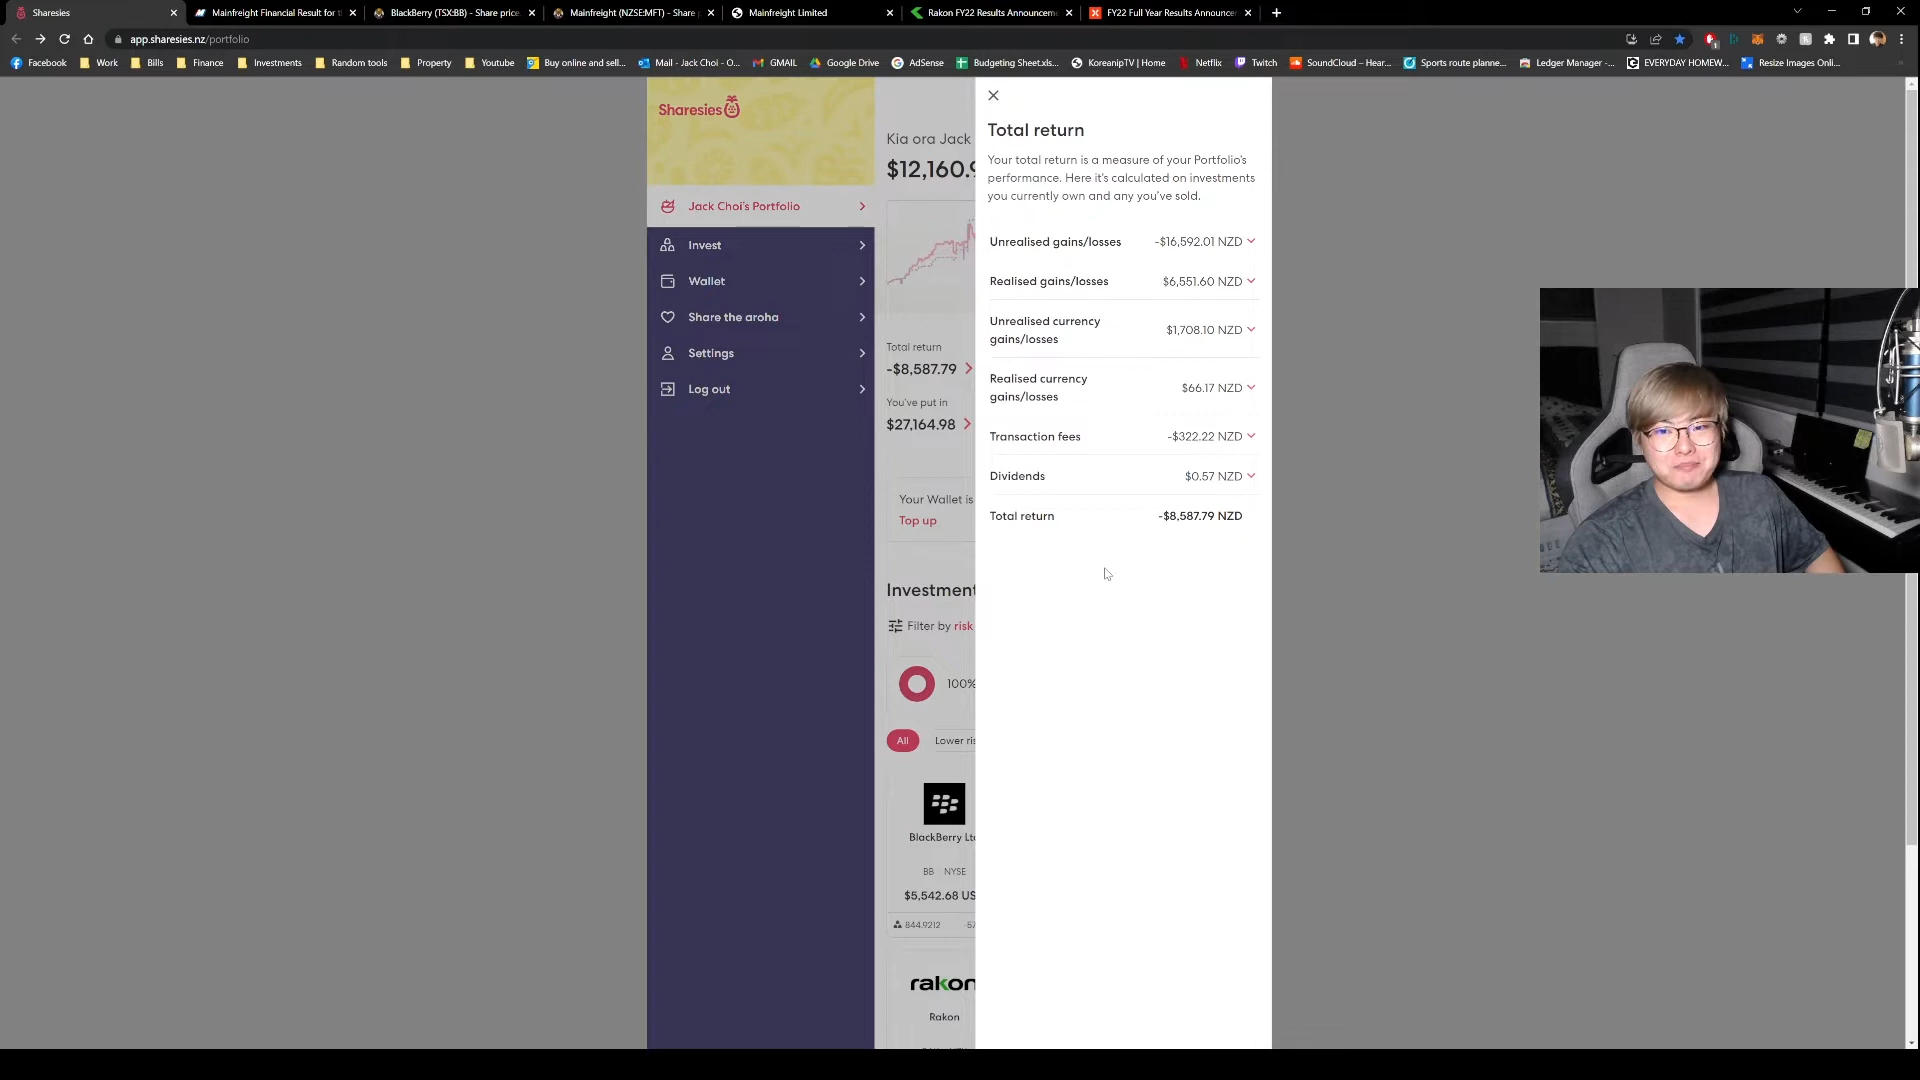 Sharesies
Mainfreight Financial Result for t
BlackBerry (TSX:BB) - Share price
Mainfreight (NZSE:MFT) - Share p
Mainfreight Limited
Rakon FY22 Results Announcem
FY22 Full Year Results Announce
app.sharesies.nz/portfolio
Facebook
Work
Bills
Finance
Investments
Random tools
Property
Youtube
Buy online and sell...
Mail - Jack Choi - O...
GMAIL
Google Drive
AdSense
Budgeting Sheet.xls...
KoreanipTV | Home
Netflix
Twitch
SoundCloud – Hear...
Sports route planne...
Ledger Manager -...
EVERYDAY HOMEW...
Resize Images Onli...
Sharesies
Jack Choi's Portfolio
Invest
Wallet
Share the aroha
Settings
Log out
Kia ora Jack
$12,160.9
Total return
-$8,587.79
You've put in
$27,164.98
Your Wallet is
Top up
Investment
Filter by risk
100%
All
Lower ris
BlackBerry Ltd
BB NYSE
$5,542.68 US
844.9212 -57
rakon
Rakon
Total return
Your total return is a measure of your Portfolio's
performance. Here it's calculated on investments
you currently own and any you've sold.
Unrealised gains/losses -$16,592.01 NZD
Realised gains/losses $6,551.60 NZD
Unrealised currency
gains/losses $1,708.10 NZD
Realised currency
gains/losses $66.17 NZD
Transaction fees -$322.22 NZD
Dividends $0.57 NZD
Total return -$8,587.79 NZD